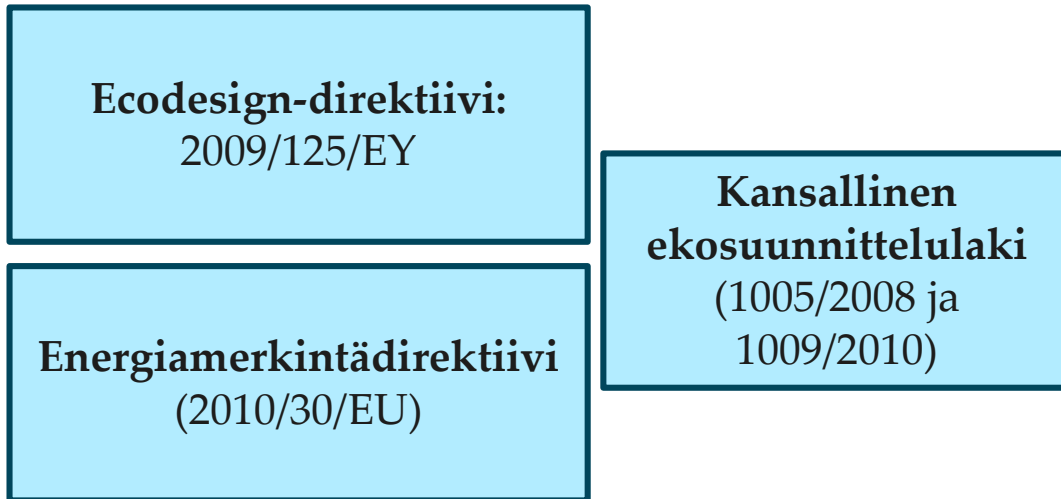 Ecodesign-direktiivi:
2009/125/EY
Energiamerkintädirektiivi
(2010/30/EU)
Kansallinen
ekosuunnittelulaki
(1005/2008 ja
1009/2010)